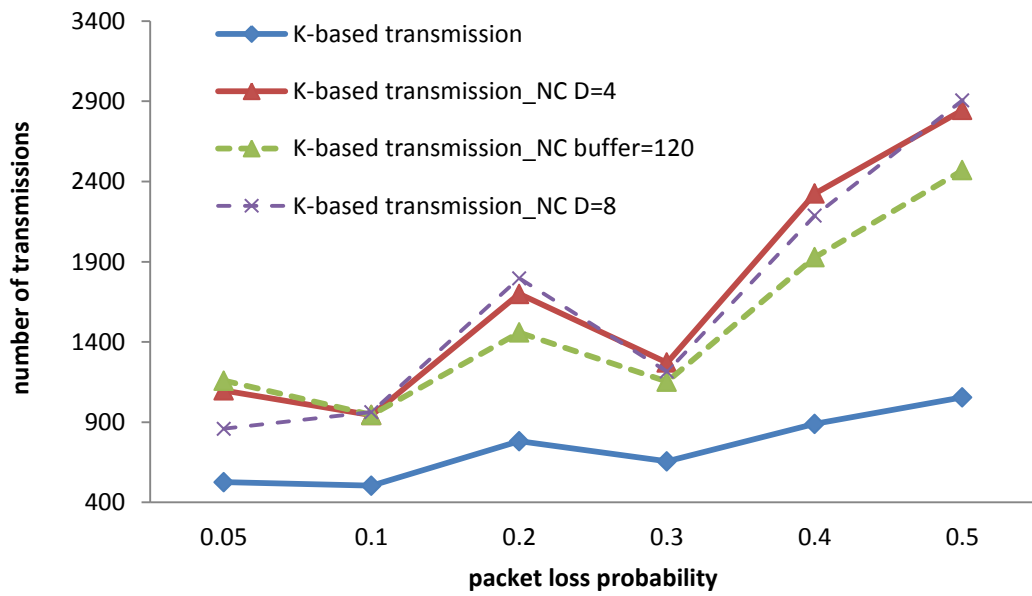 3400
2900
2400
1900
1400
900
400
number of transmissions
K-based transmission
K-based transmission_NC D=4
K-based transmission_NC buffer=120
K-based transmission_NC D=8
0.05 0.1 0.2 0.3 0.4 0.5
packet loss probability